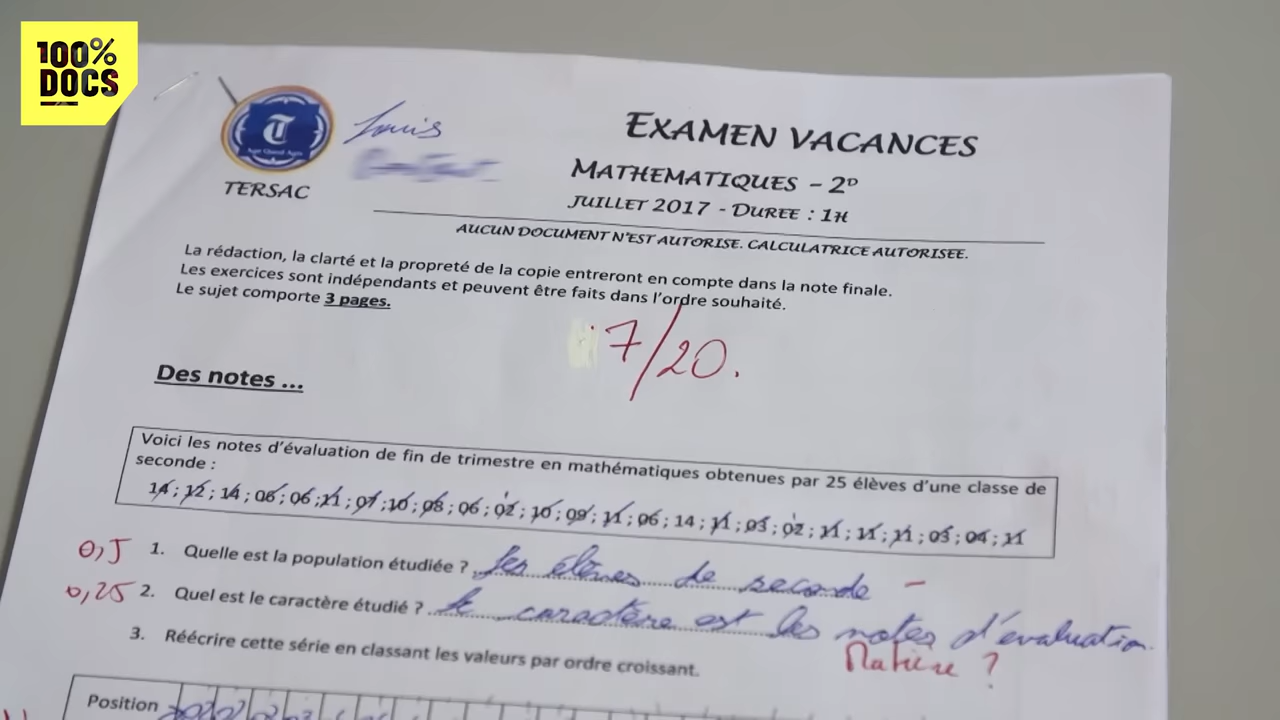 100%
DOCS
T
Louis
TERSAC
EXAMEN VACANCES
MATHEMATIQUES - 2D
JUILLET 2017 - DUREE : 1H
AUCUN DOCUMENT N'EST AUTORISE. CALCULATRICE AUTORISEE.
La rédaction, la clarté et la propreté de la copie entreront en compte dans la note finale.
Les exercices sont indépendants et peuvent être faits dans l'ordre souhaité.
Le sujet comporte 3 pages.
7/20.
Des notes ...
Voici les notes d'évaluation de fin de trimestre en mathématiques obtenues par 25 élèves d'une classe de
seconde :
14 ; 12 ; 14 ; 06 ; 06 ; 11 ; 07 ; 10 ; 08 ; 06 ; 02 ; 10 ; 09 ; 11 ; 06 ; 14 ; 11 ; 03 ; 02 ; 11 ; 11 ; 11 ; 03 ; 04 ; 11
0,5 1. Quelle est la population étudiée ? les élèves de seconde -
0,25 2. Quel est le caractère étudié ? le caractère est les notes d'évaluation.
Matière ?
3. Réécrire cette série en classant les valeurs par ordre croissant.
Position